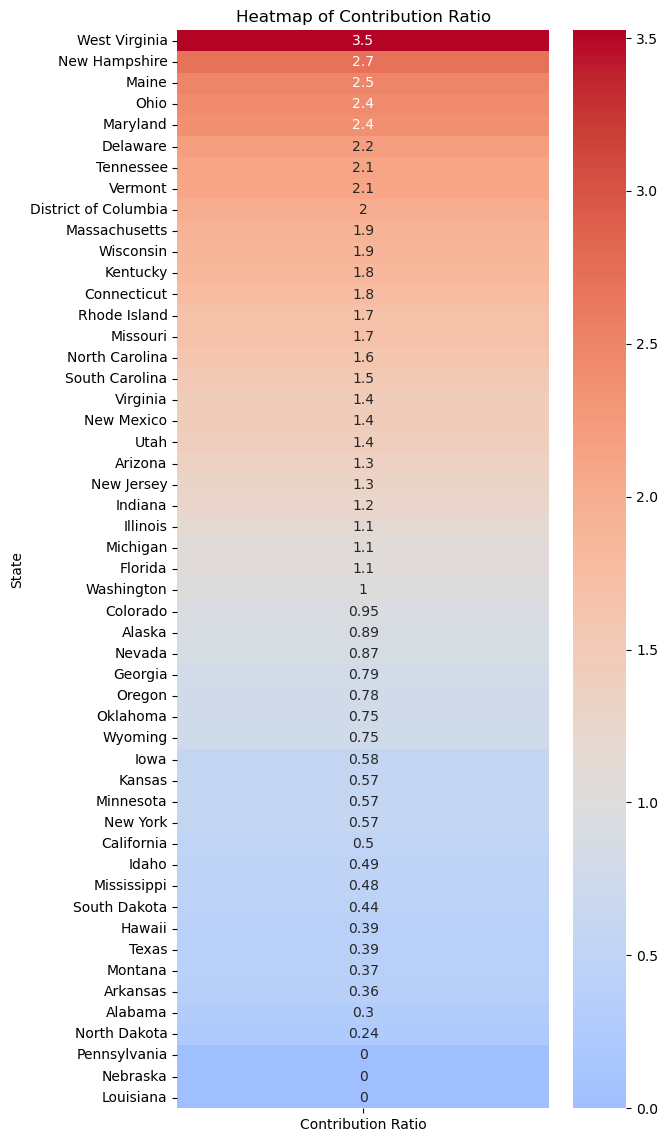 Heatmap of Contribution Ratio
West Virginia 3.5
New Hampshire 2.7
Maine 2.5
Ohio 2.4
Maryland 2.4
Delaware 2.2
Tennessee 2.1
Vermont 2.1
District of Columbia 2
Massachusetts 1.9
Wisconsin 1.9
Kentucky 1.8
Connecticut 1.8
Rhode Island 1.7
Missouri 1.7
North Carolina 1.6
South Carolina 1.5
Virginia 1.4
New Mexico 1.4
Utah 1.4
Arizona 1.3
New Jersey 1.3
Indiana 1.2
Illinois 1.1
Michigan 1.1
Florida 1.1
Washington 1
Colorado 0.95
Alaska 0.89
Nevada 0.87
Georgia 0.79
Oregon 0.78
Oklahoma 0.75
Wyoming 0.75
Iowa 0.58
Kansas 0.57
Minnesota 0.57
New York 0.57
California 0.5
Idaho 0.49
Mississippi 0.48
South Dakota 0.44
Hawaii 0.39
Texas 0.39
Montana 0.37
Arkansas 0.36
Alabama 0.3
North Dakota 0.24
Pennsylvania 0
Nebraska 0
Louisiana 0
State
Contribution Ratio
3.5
3.0
2.5
2.0
1.5
1.0
0.5
0.0